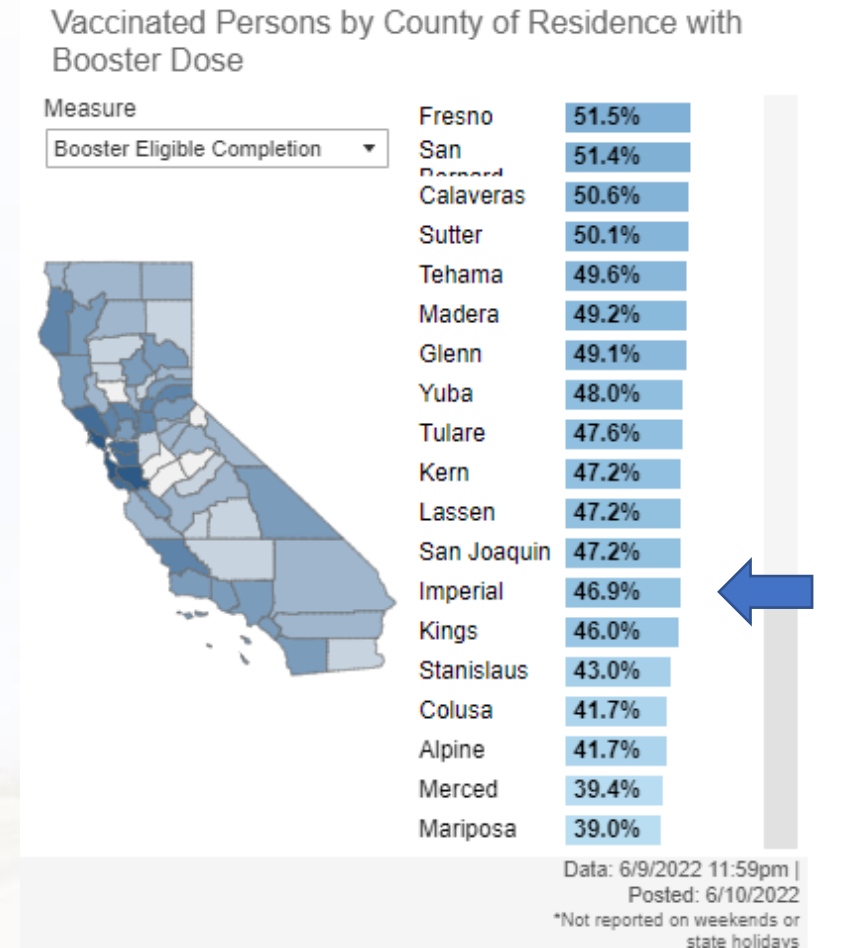 Vaccinated Persons by County of Residence with
Booster Dose
Measure
Booster Eligible Completion
Fresno 51.5%
San 51.4%
Calaveras 50.6%
Sutter 50.1%
Tehama 49.6%
Madera 49.2%
Glenn 49.1%
Yuba 48.0%
Tulare 47.6%
Kern 47.2%
Lassen 47.2%
San Joaquin 47.2%
Imperial 46.9%
Kings 46.0%
Stanislaus 43.0%
Colusa 41.7%
Alpine 41.7%
Merced 39.4%
Mariposa 39.0%
Data: 6/9/2022 11:59pm |
Posted: 6/10/2022
*Not reported on weekends or
state holidays